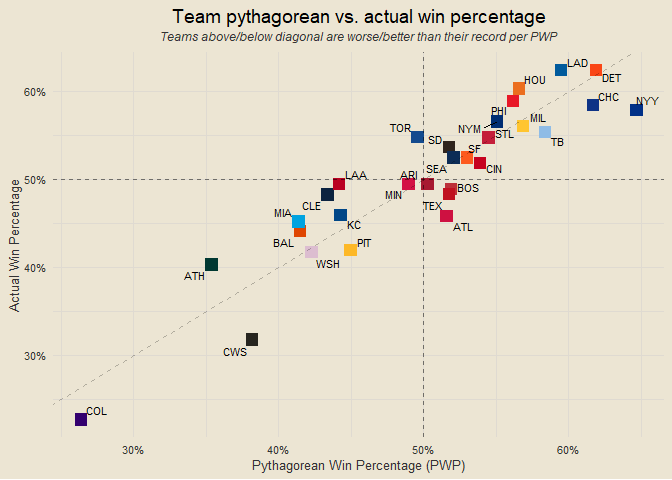 Team pythagorean vs. actual win percentage
Teams above/below diagonal are worse/better than their record per PWP
LAD
DET
HOU
60%
CHC
NYY
PHI
MIL
NYM
TOR
STL
TB
SD
SF
SEA
CIN
50%
LAA
ARI
BOS
MIN
CLE
TEX
MIA
KC
ATL
BAL
PIT
WSH
ATH
40%
CWS
30%
COL
Actual Win Percentage
30%
40%
50%
60%
Pythagorean Win Percentage (PWP)